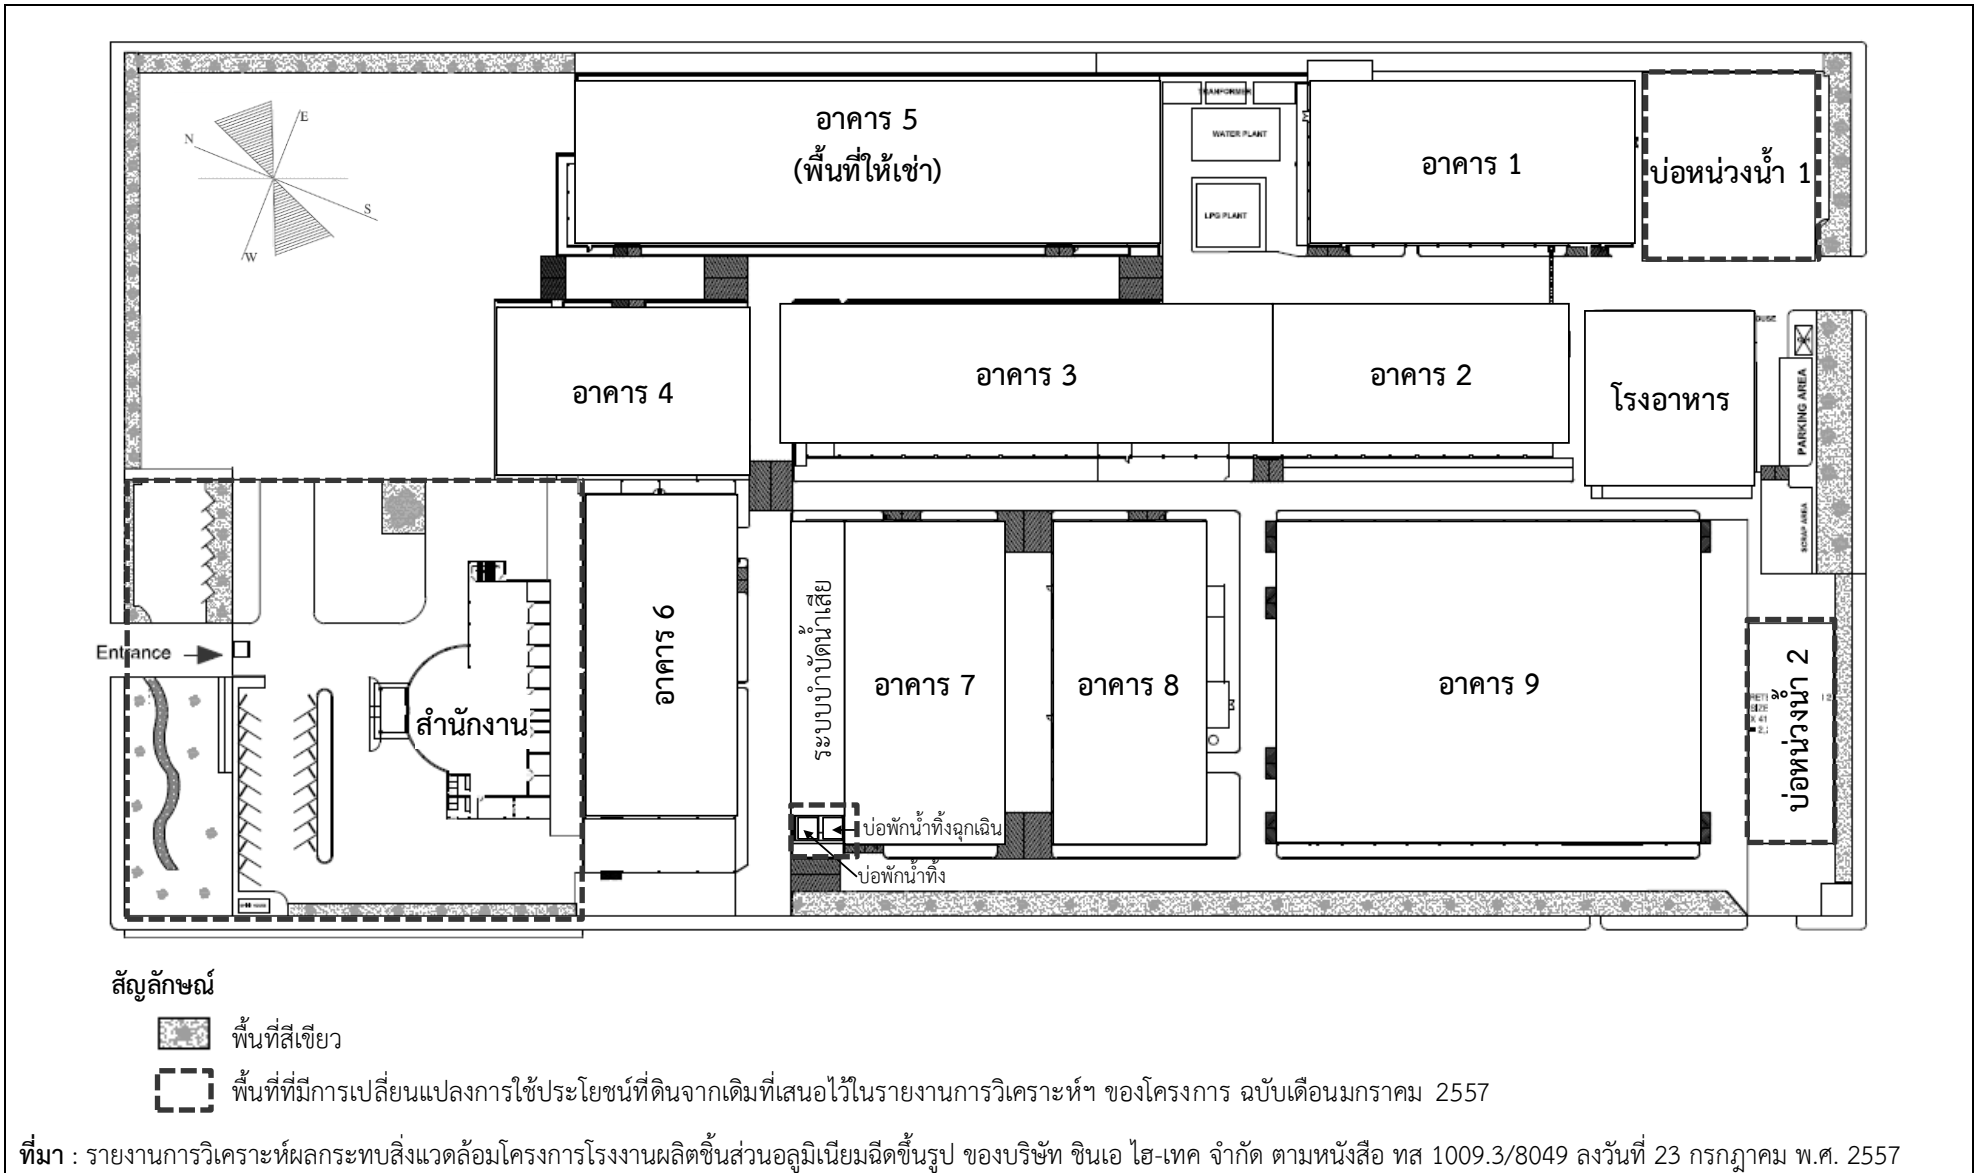 TRANFORMER
อาคาร 5
(พื้นที่ให้เช่า)
WATER PLANT
LPG PLANT
อาคาร 1
บ่อหน่วงน้ำ 1
N
E
S
W
อาคาร 4
อาคาร 3
อาคาร 2
โรงอาหาร
PARKING AREA
SCRAP AREA
Entrance
สำนักงาน
อาคาร 6
ระบบบำบัดน้ำเสีย
อาคาร 7
อาคาร 8
อาคาร 9
บ่อหน่วงน้ำ 2
บ่อพักน้ำทิ้งฉุกเฉิน
บ่อพักน้ำทิ้ง
สัญลักษณ์
พื้นที่สีเขียว
พื้นที่ที่มีการเปลี่ยนแปลงการใช้ประโยชน์ที่ดินจากเดิมที่เสนอไว้ในรายงานการวิเคราะห์ฯ ของโครงการ ฉบับเดือนมกราคม 2557
ที่มา : รายงานการวิเคราะห์ผลกระทบสิ่งแวดล้อมโครงการโรงงานผลิตชิ้นส่วนอลูมิเนียมฉีดขึ้นรูป ของบริษัท ชินเอ ไฮ-เทค จำกัด ตามหนังสือ ทส 1009.3/8049 ลงวันที่ 23 กรกฎาคม พ.ศ. 2557